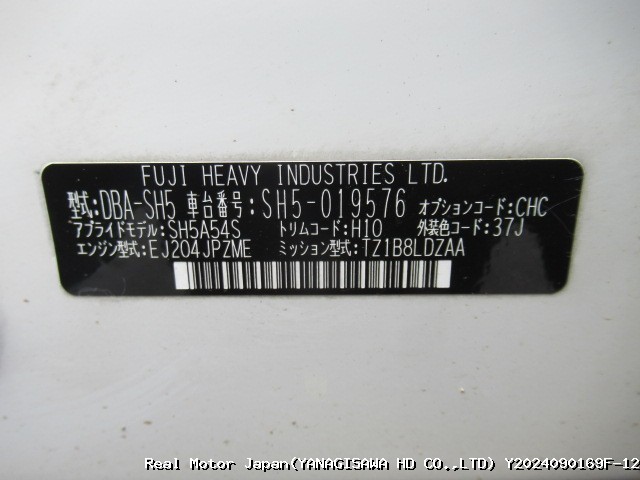 FUJI HEAVY INDUSTRIES LTD.
型式:DBA-SH5 車台番号:SH5-019576 オプションコード:CHC
アプライドモデル:SH5A54S トリムコード:H10 外装色コード:37J
エンジン型式:EJ204JPZME ミッション型式:TZ1B8LDZAA
Real Motor Japan(YANAGISAWA HD CO.,LTD) Y2024090169F-12